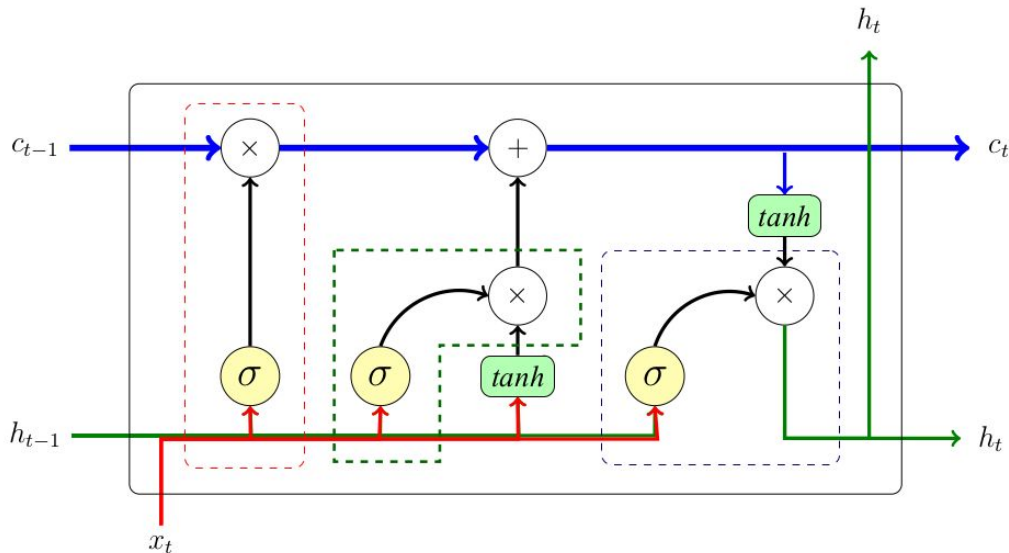 h_t
c_{t−1}
×
+
c_t
tanh
×
×
σ
σ
tanh
σ
h_{t−1}
h_t
x_t